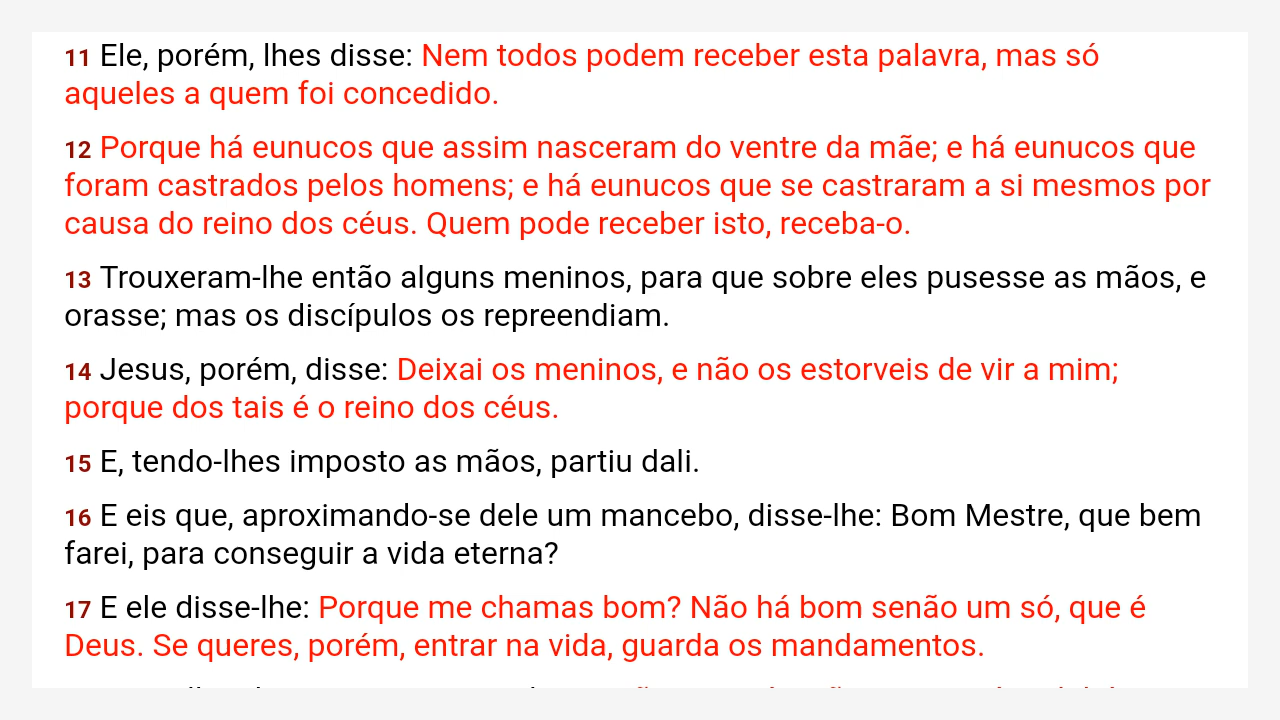 11 Ele, porém, lhes disse: Nem todos podem receber esta palavra, mas só
aqueles a quem foi concedido.
12 Porque há eunucos que assim nasceram do ventre da mãe; e há eunucos que
foram castrados pelos homens; e há eunucos que se castraram a si mesmos por
causa do reino dos céus. Quem pode receber isto, receba-o.
13 Trouxeram-lhe então alguns meninos, para que sobre eles pusesse as mãos, e
orasse; mas os discípulos os repreendiam.
14 Jesus, porém, disse: Deixai os meninos, e não os estorveis de vir a mim;
porque dos tais é o reino dos céus.
15 E, tendo-lhes imposto as mãos, partiu dali.
16 E eis que, aproximando-se dele um mancebo, disse-lhe: Bom Mestre, que bem
farei, para conseguir a vida eterna?
17 E ele disse-lhe: Porque me chamas bom? Não há bom senão um só, que é
Deus. Se queres, porém, entrar na vida, guarda os mandamentos.